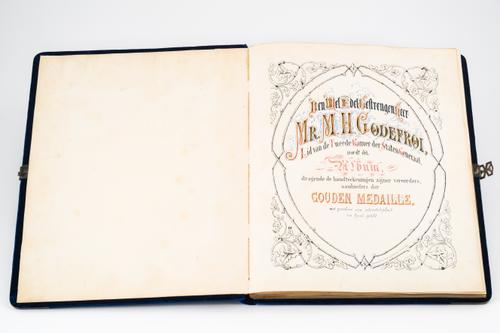 Den Wel Edel Gestrengen Heer
MR. M. H. GODEFROI,
Lid van de Tweede Kamer der Staten Generaal,
wordt dit
Album,
dragende de handteekeningen zijner vereerders,
aanbieders der
GOUDEN MEDAILLE,